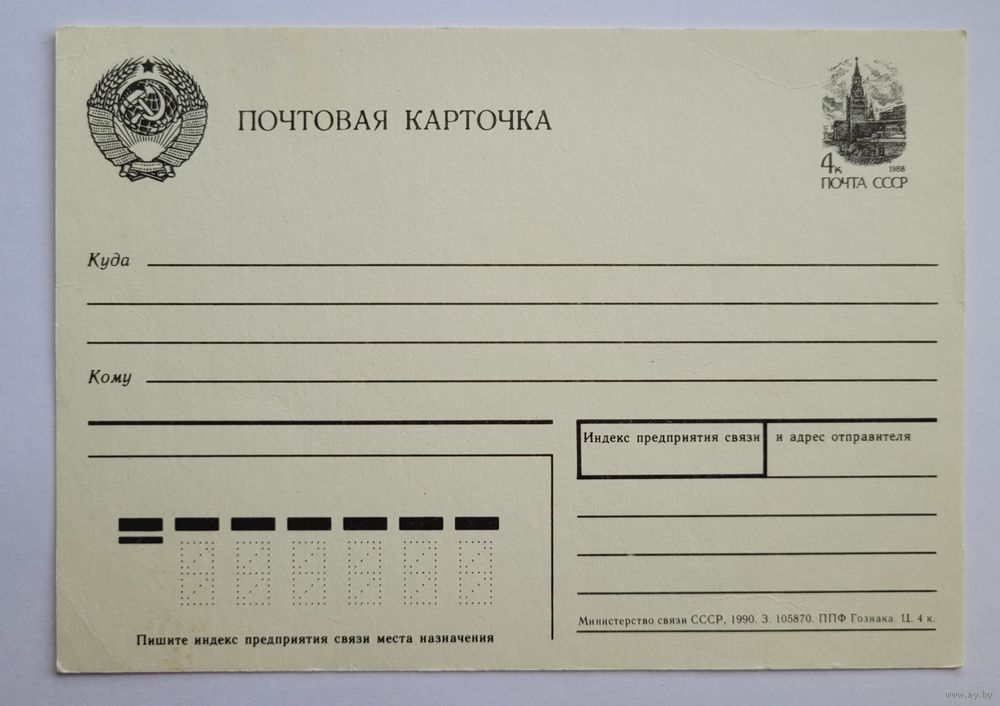 ПОЧТОВАЯ КАРТОЧКА
4к 1988
ПОЧТА СССР
Куда
Кому
Индекс предприятия связи и адрес отправителя
Министерство связи СССР, 1990. З. 105870. ППФ Гознака. Ц. 4 к.
Пишите индекс предприятия связи места назначения
www.ay.by